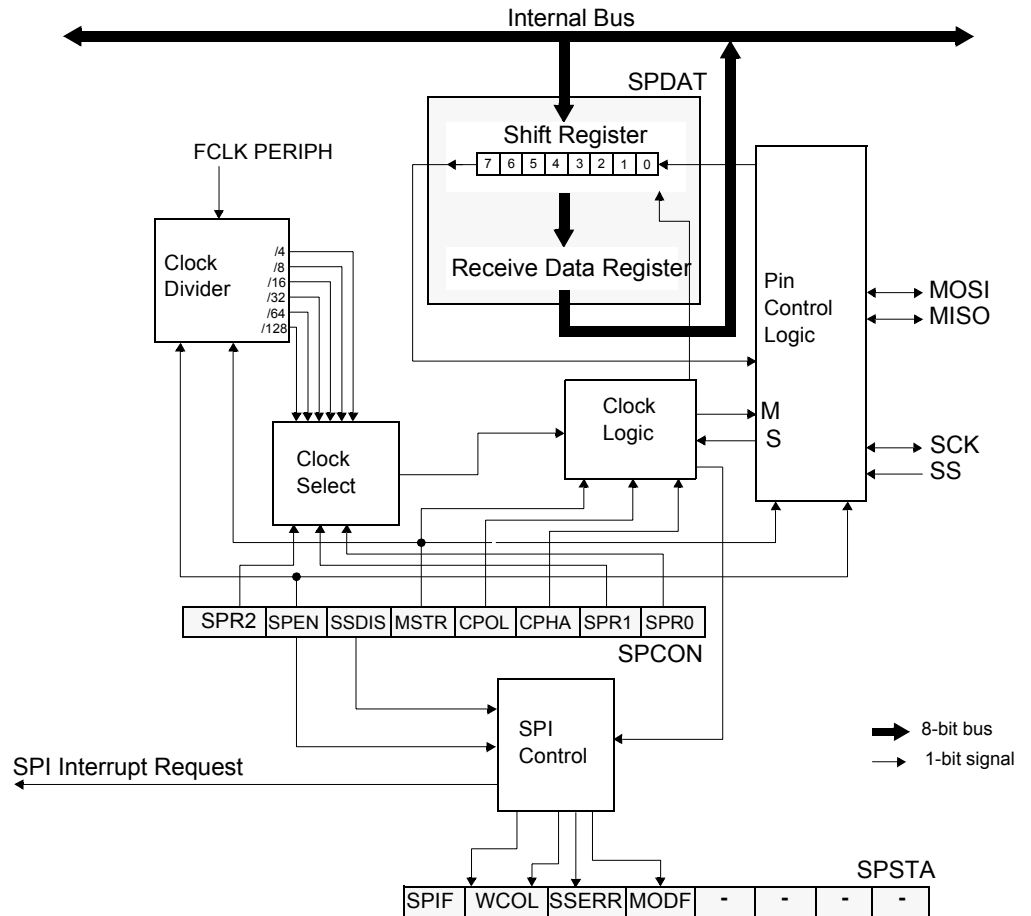 Internal Bus
SPDAT
Shift Register
7 6 5 4 3 2 1 0
FCLK PERIPH
Clock
Divider
/4
/8
/16
/32
/64
/128
Receive Data Register
Pin
Control
Logic
MOSI
MISO
Clock
Logic
M
S
SCK
SS
Clock
Select
SPR2 SPEN SSDIS MSTR CPOL CPHA SPR1 SPR0
SPCON
SPI
Control
8-bit bus
1-bit signal
SPI Interrupt Request
SPSTA
SPIF WCOL SSERR MODF - - - -